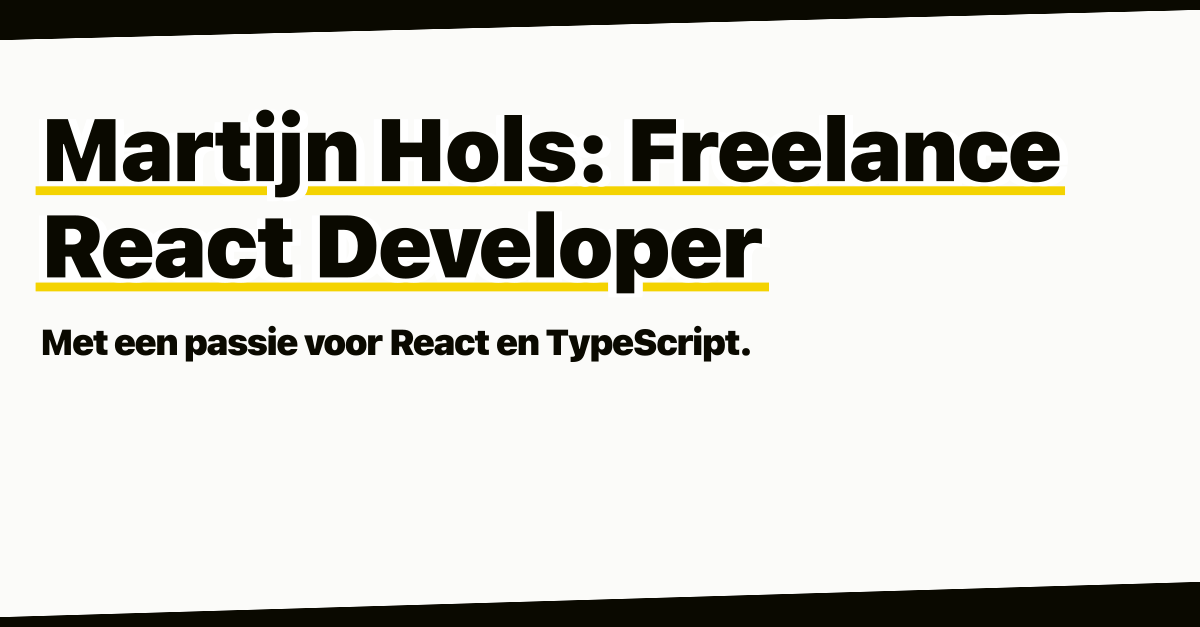 Martijn Hols: Freelance
React Developer
Met een passie voor React en TypeScript.